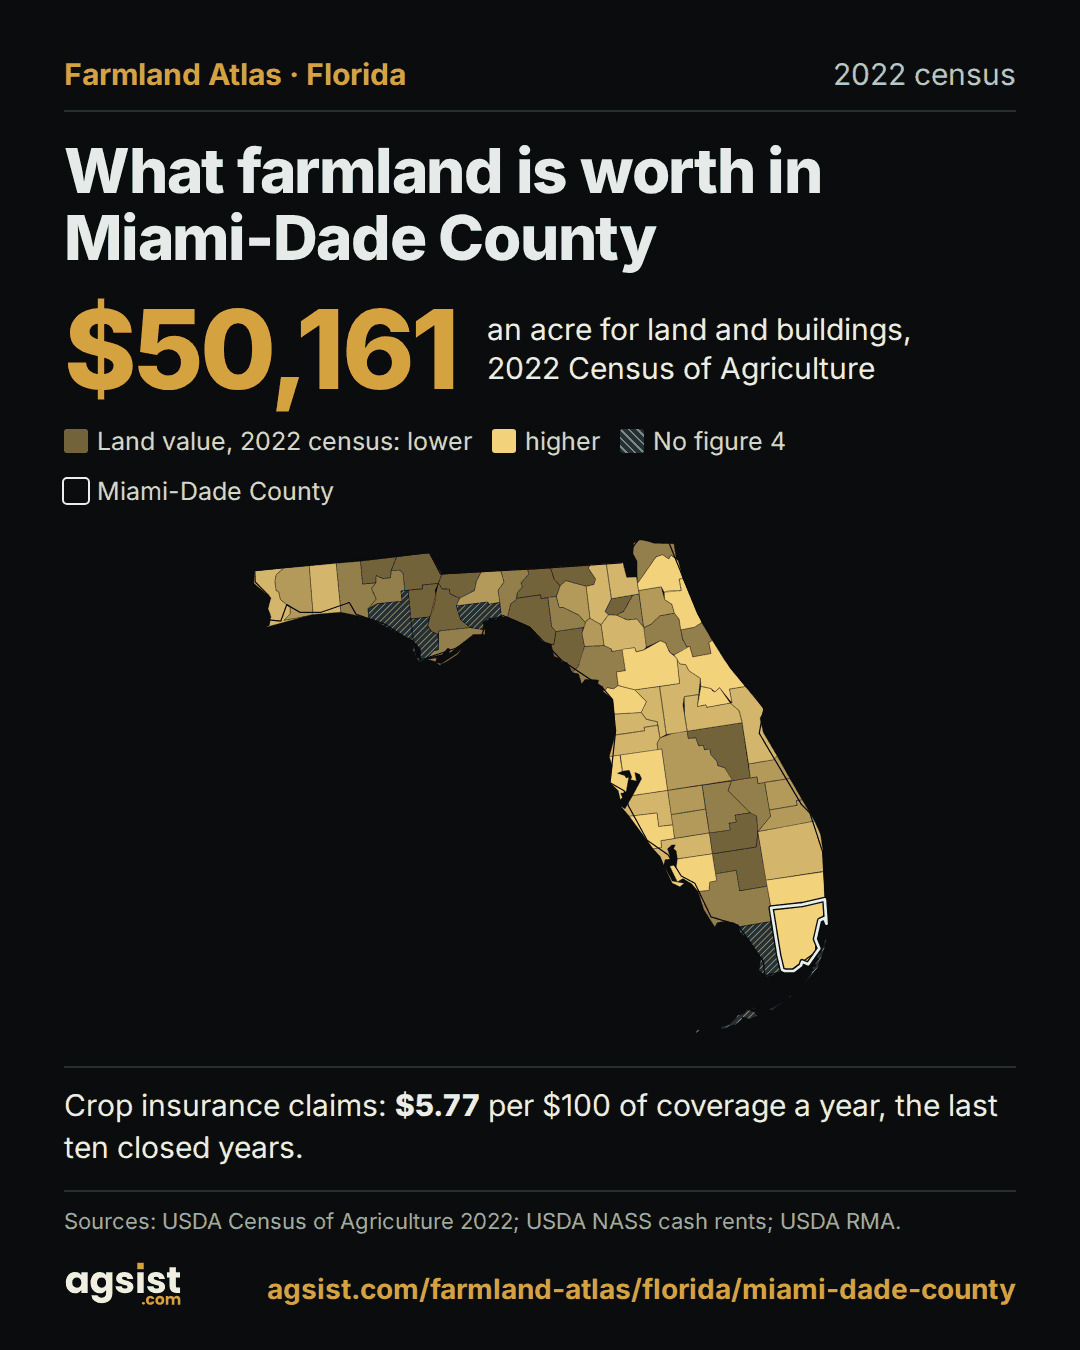 Farmland Atlas · Florida
2022 census
What farmland is worth in
Miami-Dade County
$50,161
an acre for land and buildings,
2022 Census of Agriculture
Land value, 2022 census: lower
higher
No figure 4
Miami-Dade County
Crop insurance claims: $5.77 per $100 of coverage a year, the last
ten closed years.
Sources: USDA Census of Agriculture 2022; USDA NASS cash rents; USDA RMA.
agsist
.com
agsist.com/farmland-atlas/florida/miami-dade-county